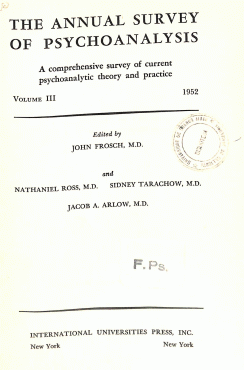 THE ANNUAL SURVEY
OF PSYCHOANALYSIS
A comprehensive survey of current
psychoanalytic theory and practice
VOLUME III 1952
Edited by
JOHN FROSCH, M.D.
and
NATHANIEL ROSS, M.D. SIDNEY TARACHOW, M.D.
JACOB A. ARLOW, M.D.
F. Ps.
INTERNATIONAL UNIVERSITIES PRESS, INC.
New York New York